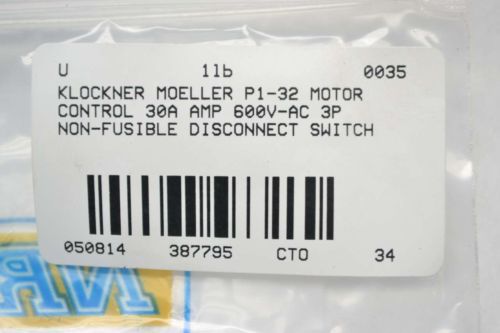 U 1lb 0035
KLOCKNER MOELLER P1-32 MOTOR
CONTROL 30A AMP 600V-AC 3P
NON-FUSIBLE DISCONNECT SWITCH
050814 387795 CTO 34